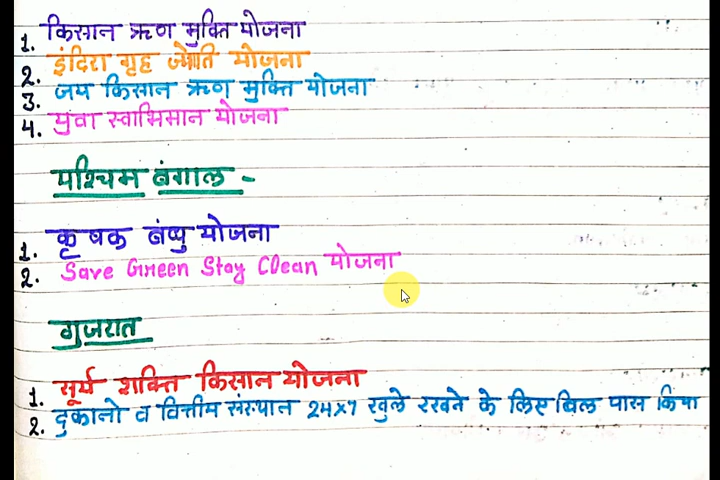 1. किसान ऋण मुक्ति योजना
2. इंदिरा गृह ज्योति योजना
3. जय किसान ऋण मुक्ति योजना
4. युवा स्वाभिमान योजना
पश्चिम बंगाल -
1. कृषक बंधु योजना
2. Save Green Stay Clean योजना
गुजरात
1. सूर्य शक्ति किसान योजना
2. दुकानो व वित्तीय संस्थान 24x7 खुले रखने के लिए बिल पास किया